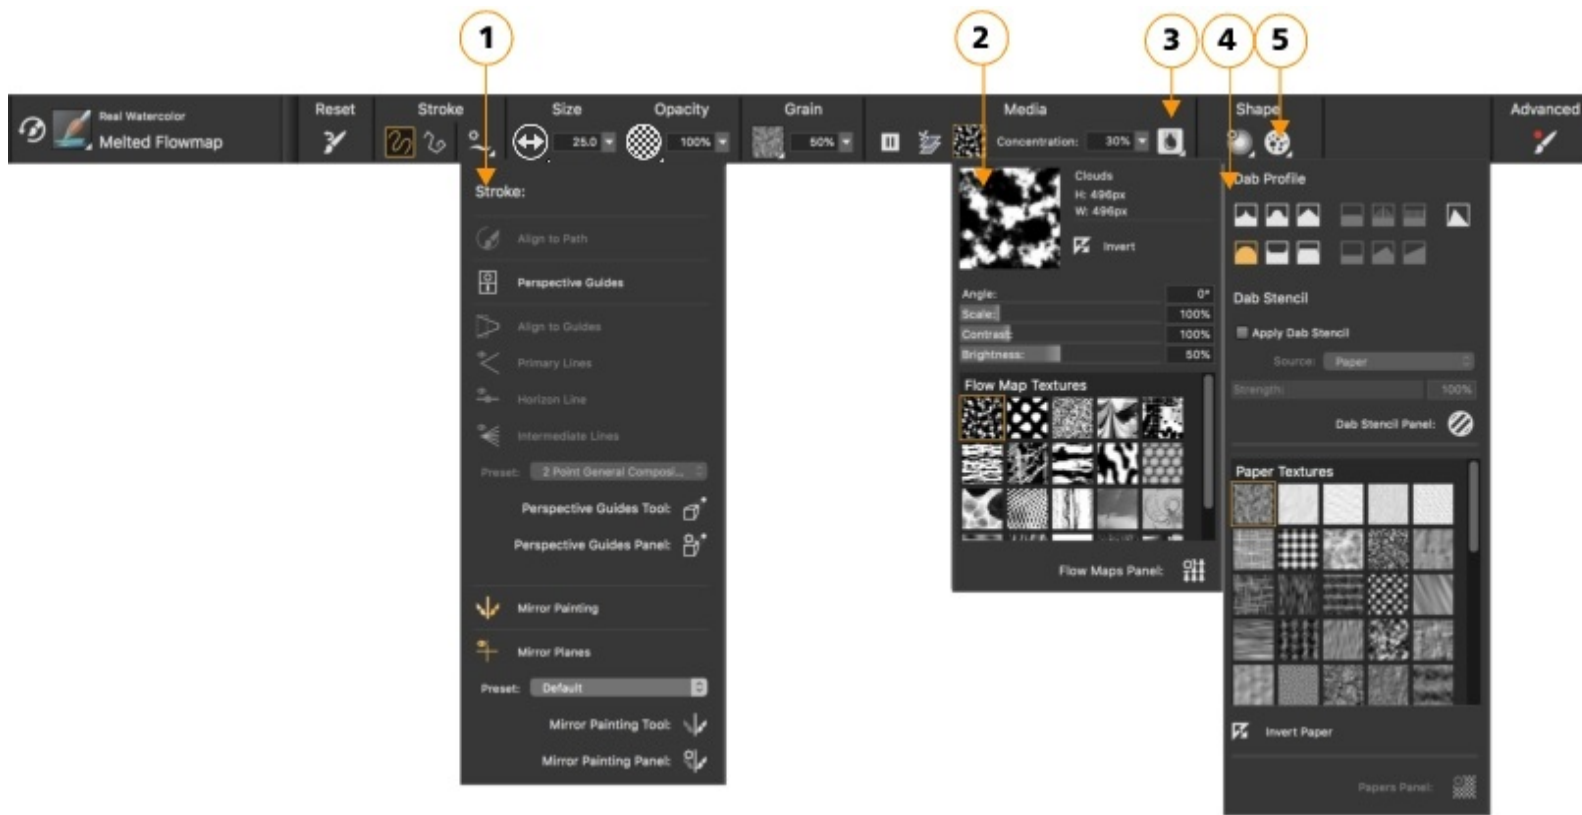 1
2
3
4
5
Real Watercolor
Melted Flowmap
Reset
Stroke
Size
Opacity
Grain
Media
Shape
Advanced
25.0
100%
50%
Concentration:
30%
Stroke:
Align to Path
Perspective Guides
Align to Guides
Primary Lines
Horizon Line
Intermediate Lines
Preset: 2 Point General Composi...
Perspective Guides Tool:
Perspective Guides Panel:
Mirror Painting
Mirror Planes
Preset: Default
Mirror Painting Tool:
Mirror Painting Panel:
Clouds
H: 496px
W: 496px
Invert
Angle: 0°
Scale: 100%
Contrast: 100%
Brightness: 50%
Flow Map Textures
Flow Maps Panel:
Dab Profile
Dab Stencil
Apply Dab Stencil
Source: Paper
Strength: 100%
Dab Stencil Panel:
Paper Textures
Invert Paper
Papers Panel: